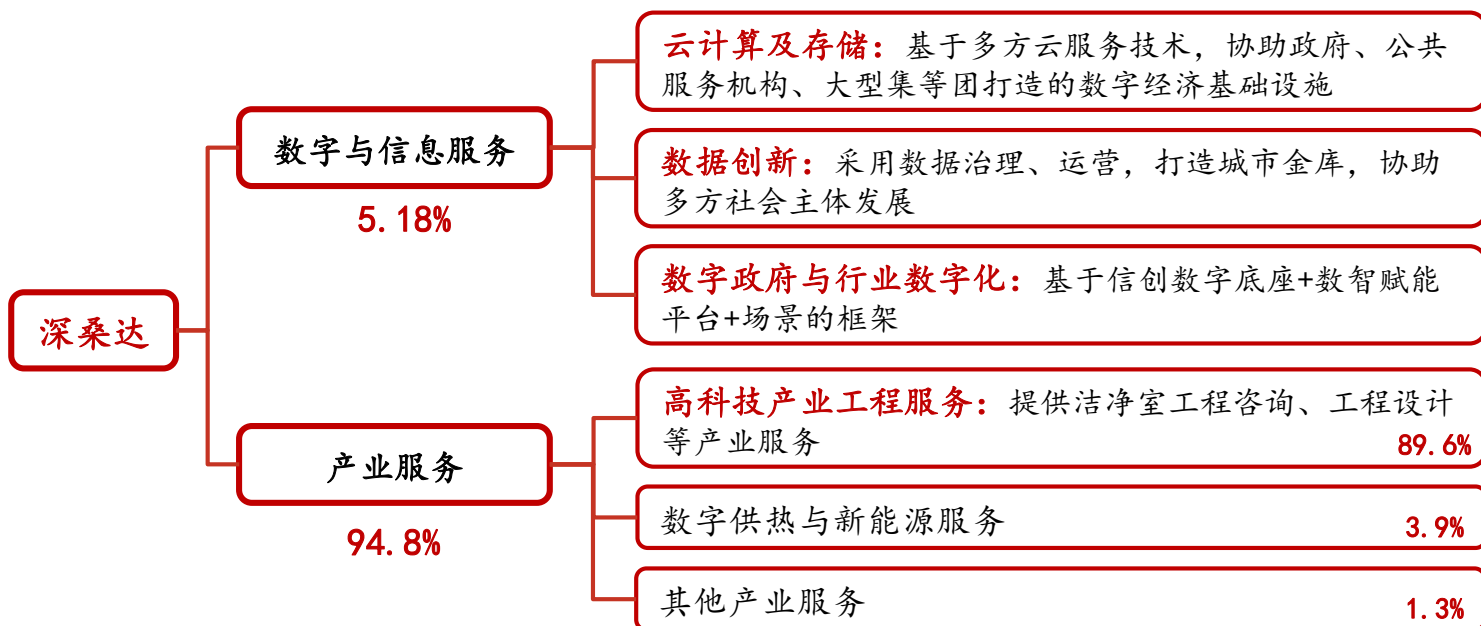 云计算及存储：基于多方云服务技术，协助政府、公共
服务机构、大型集等团打造的数字经济基础设施
数字与信息服务
5.18%
数据创新：采用数据治理、运营，打造城市金库，协助
多方社会主体发展
数字政府与行业数字化：基于信创数字底座+数智赋能
平台+场景的框架
深桑达
高科技产业工程服务：提供洁净室工程咨询、工程设计
等产业服务
89.6%
产业服务
94.8%
数字供热与新能源服务
3.9%
其他产业服务
1.3%